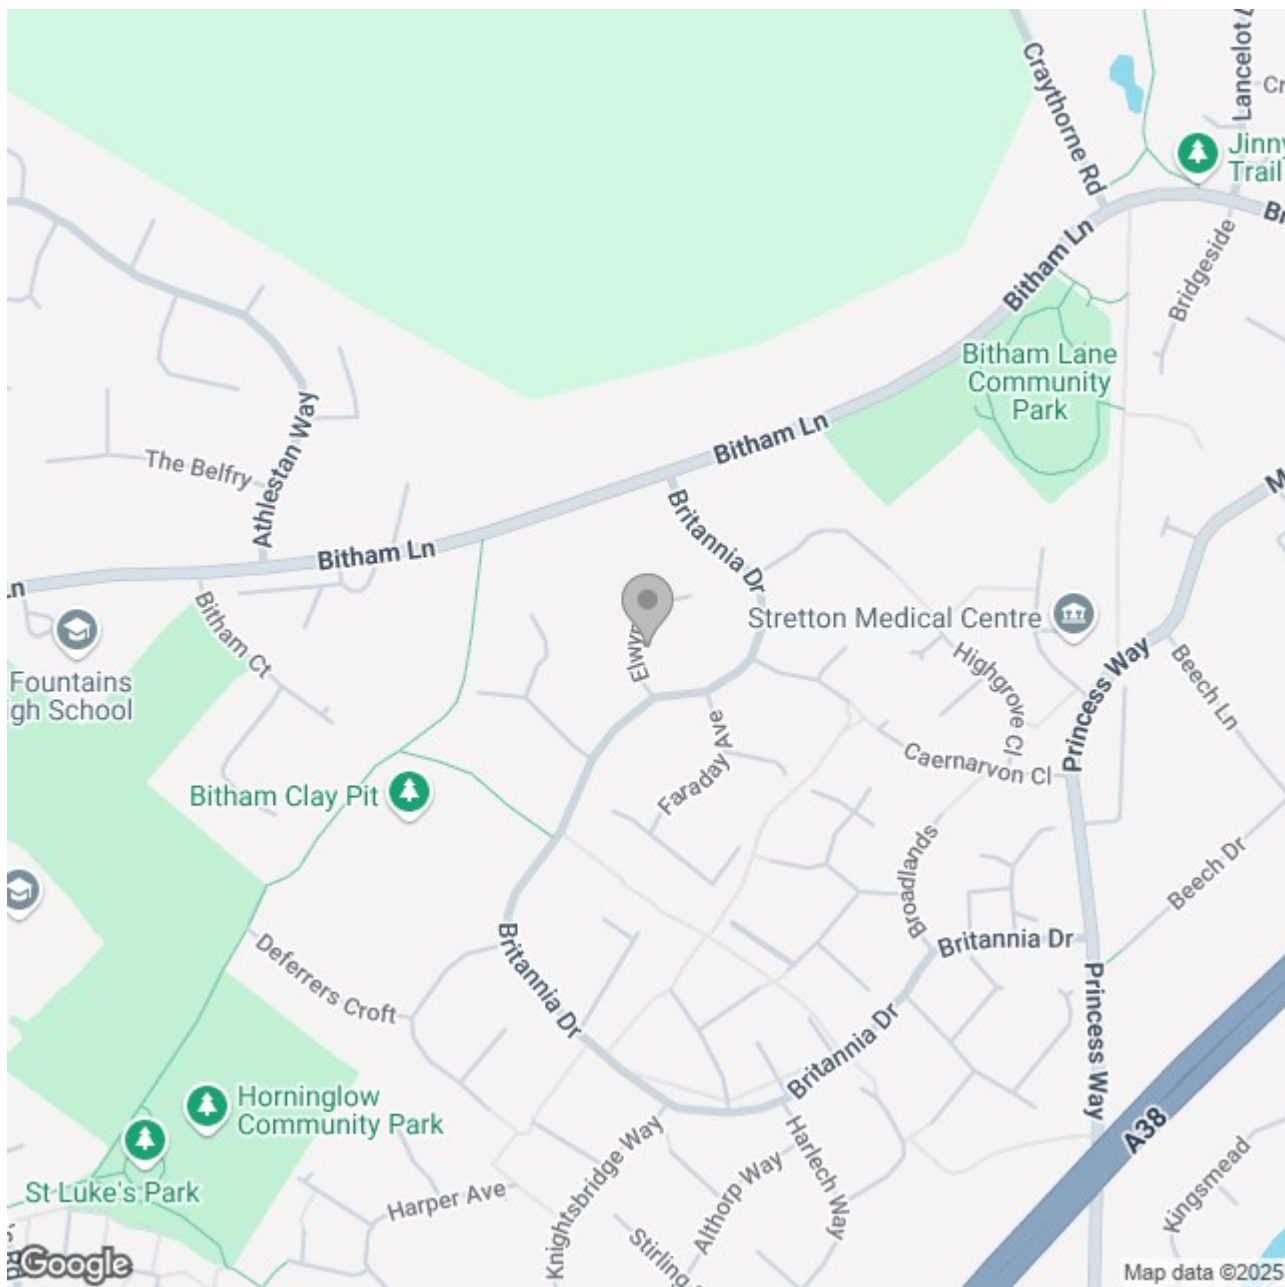 Craythorne Rd
Lancelot
Cr
Jinny
Trail
Br
Bitham Ln
Bridgeside
Bitham Lane
Community
Park
The Belfry
Athlestan Way
Bitham Ln
Britannia Dr
M
Bitham Ln
Ln
Bitham Ct
Elwyn
Stretton Medical Centre
Fountains
igh School
Highgrove Cl
Princess Way
Beech Ln
Faraday Ave
Caernarvon Cl
Bitham Clay Pit
Broadlands
Beech Dr
Deferrers Croft
Britannia Dr
Britannia Dr
Britannia Dr
Princess Way
Horninglow
Community Park
A38
St Luke's Park
Harper Ave
Knightsbridge Way
Althorp Way
Harlech Way
Kingsmead
Stirling
Google
Map data ©2025